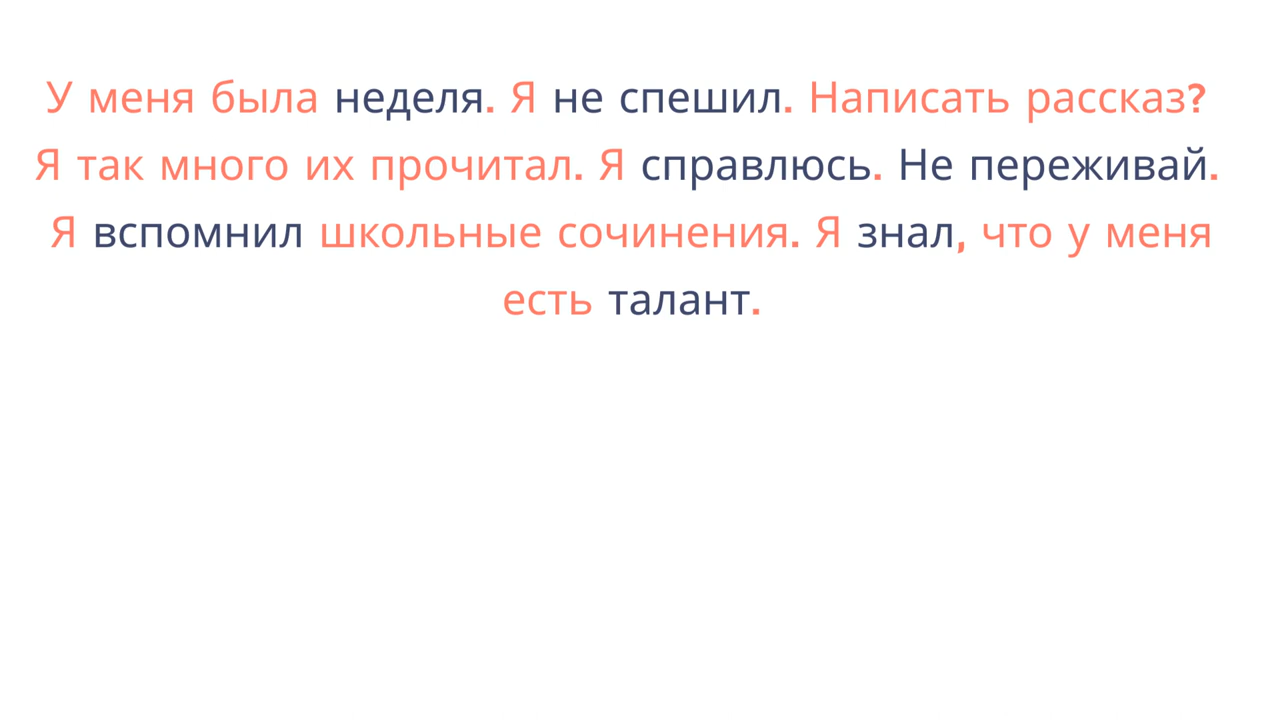 У меня была неделя. Я не спешил. Написать рассказ?
Я так много их прочитал. Я справлюсь. Не переживай.
Я вспомнил школьные сочинения. Я знал, что у меня
есть талант.